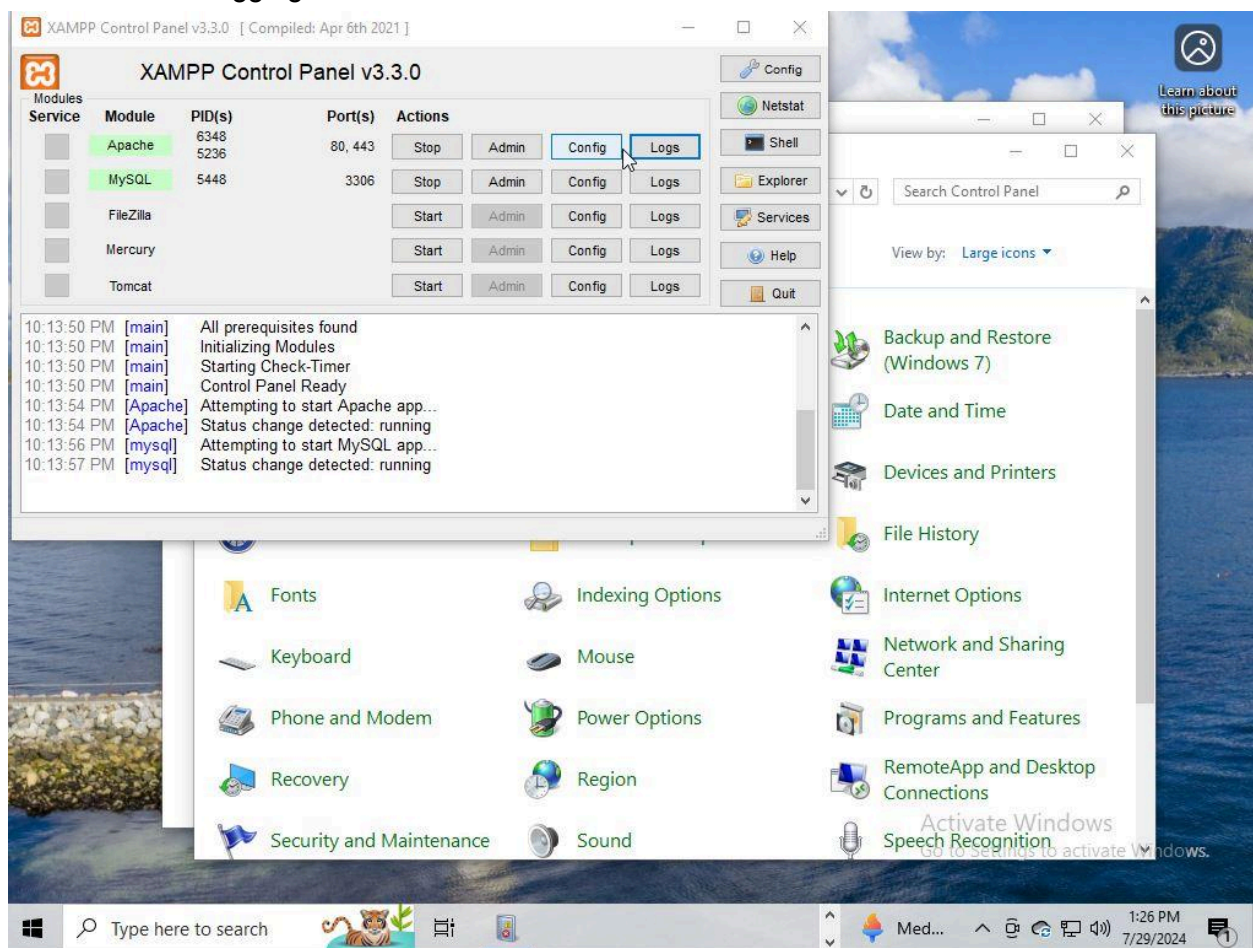 XAMPP Control Panel v3.3.0 [ Compiled: Apr 6th 2021 ]
XAMPP Control Panel v3.3.0
Config
Modules
Service Module PID(s) Port(s) Actions
Netstat
Apache 6348 5236 80, 443 Stop Admin Config Logs
Shell
MySQL 5448 3306 Stop Admin Config Logs
Explorer
FileZilla Start Admin Config Logs
Services
Mercury Start Admin Config Logs
Help
Tomcat Start Admin Config Logs
Quit
10:13:50 PM [main] All prerequisites found
10:13:50 PM [main] Initializing Modules
10:13:50 PM [main] Starting Check-Timer
10:13:50 PM [main] Control Panel Ready
10:13:54 PM [Apache] Attempting to start Apache app...
10:13:54 PM [Apache] Status change detected: running
10:13:56 PM [mysql] Attempting to start MySQL app...
10:13:57 PM [mysql] Status change detected: running
Learn about
this picture
Search Control Panel
View by: Large icons
Backup and Restore
(Windows 7)
Date and Time
Devices and Printers
File History
Fonts
Indexing Options
Internet Options
Keyboard
Mouse
Network and Sharing
Center
Phone and Modem
Power Options
Programs and Features
Recovery
Region
RemoteApp and Desktop
Connections
Security and Maintenance
Sound
Speech Recognition
Activate Windows
Go to Settings to activate Windows.
Type here to search
Med...
1:26 PM
7/29/2024
1